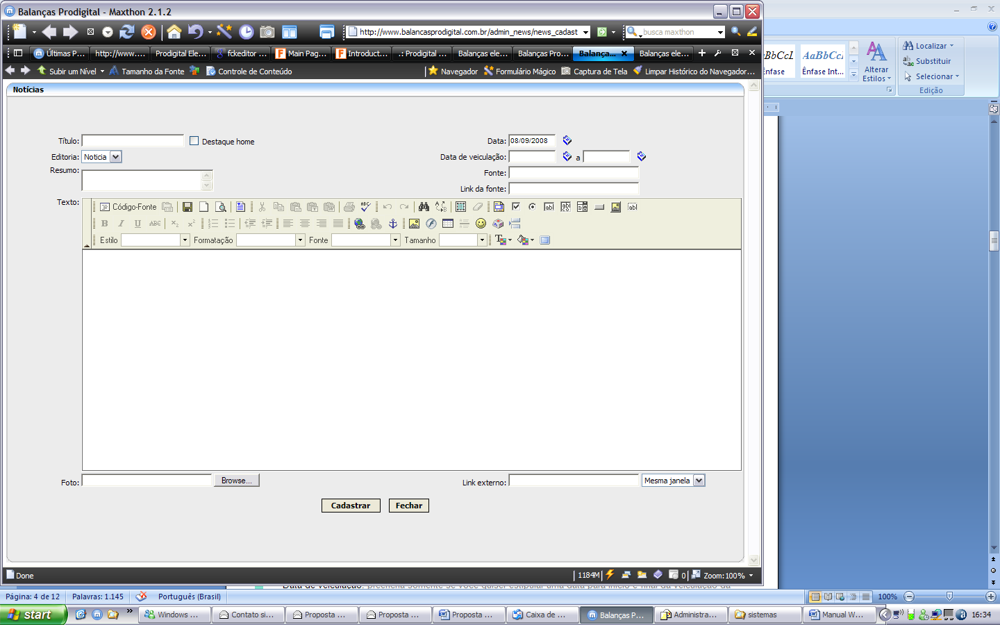 Balanças Prodigital - Maxthon 2.1.2
http://www.balancasprodigital.com.br/admin_news/news_cadast
busca maxthon
Últimas P...
http://www....
Prodigital Ele...
fckeditor ...
Main Pag...
Introduct...
.: Prodigital ...
Balanças ele...
Balanças Pro...
Balança...
Balanças ele...
Subir um Nível
Tamanho da Fonte
Controle de Conteúdo
Navegador
Formulário Mágico
Captura de Tela
Limpar Histórico do Navegador...
BbCcI
AaBbCcI
Ênfase Int...
Alterar
Estilos
Localizar
Substituir
Selecionar
Edição
Notícias
Título:
Destaque home
Data: 08/09/2008
Editoria: Noticia
Data de veiculação: a
Resumo:
Fonte:
Link da fonte:
Texto:
Código-Fonte
Estilo
Formatação
Fonte
Tamanho
Foto:
Browse...
Link externo:
Mesma janela
Cadastrar
Fechar
Done
1184M
0
Zoom:100%
Data de veiculação: preencha somente se você quiser estipular uma data para início e final da veiculação da
Página: 4 de 12
Palavras: 1.145
Português (Brasil)
100%
start
Windows ...
Contato si...
Proposta ...
Proposta ...
Proposta ...
Caixa de ...
Balanças P...
Administra...
sistemas
Manual W...
16:34